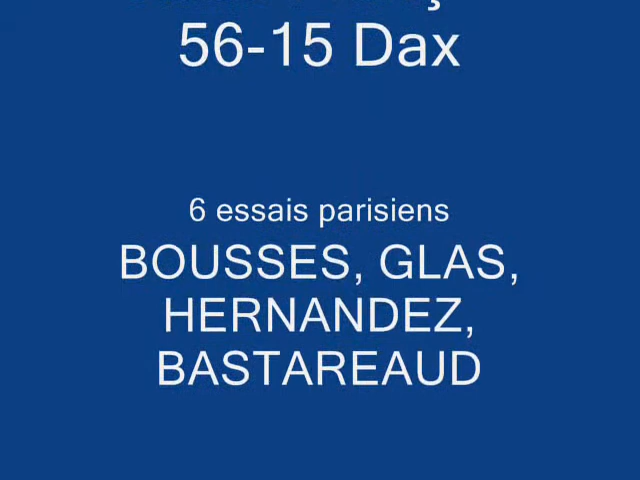 56-15 Dax
6 essais parisiens
BOUSSES, GLAS,
HERNANDEZ,
BASTAREAUD